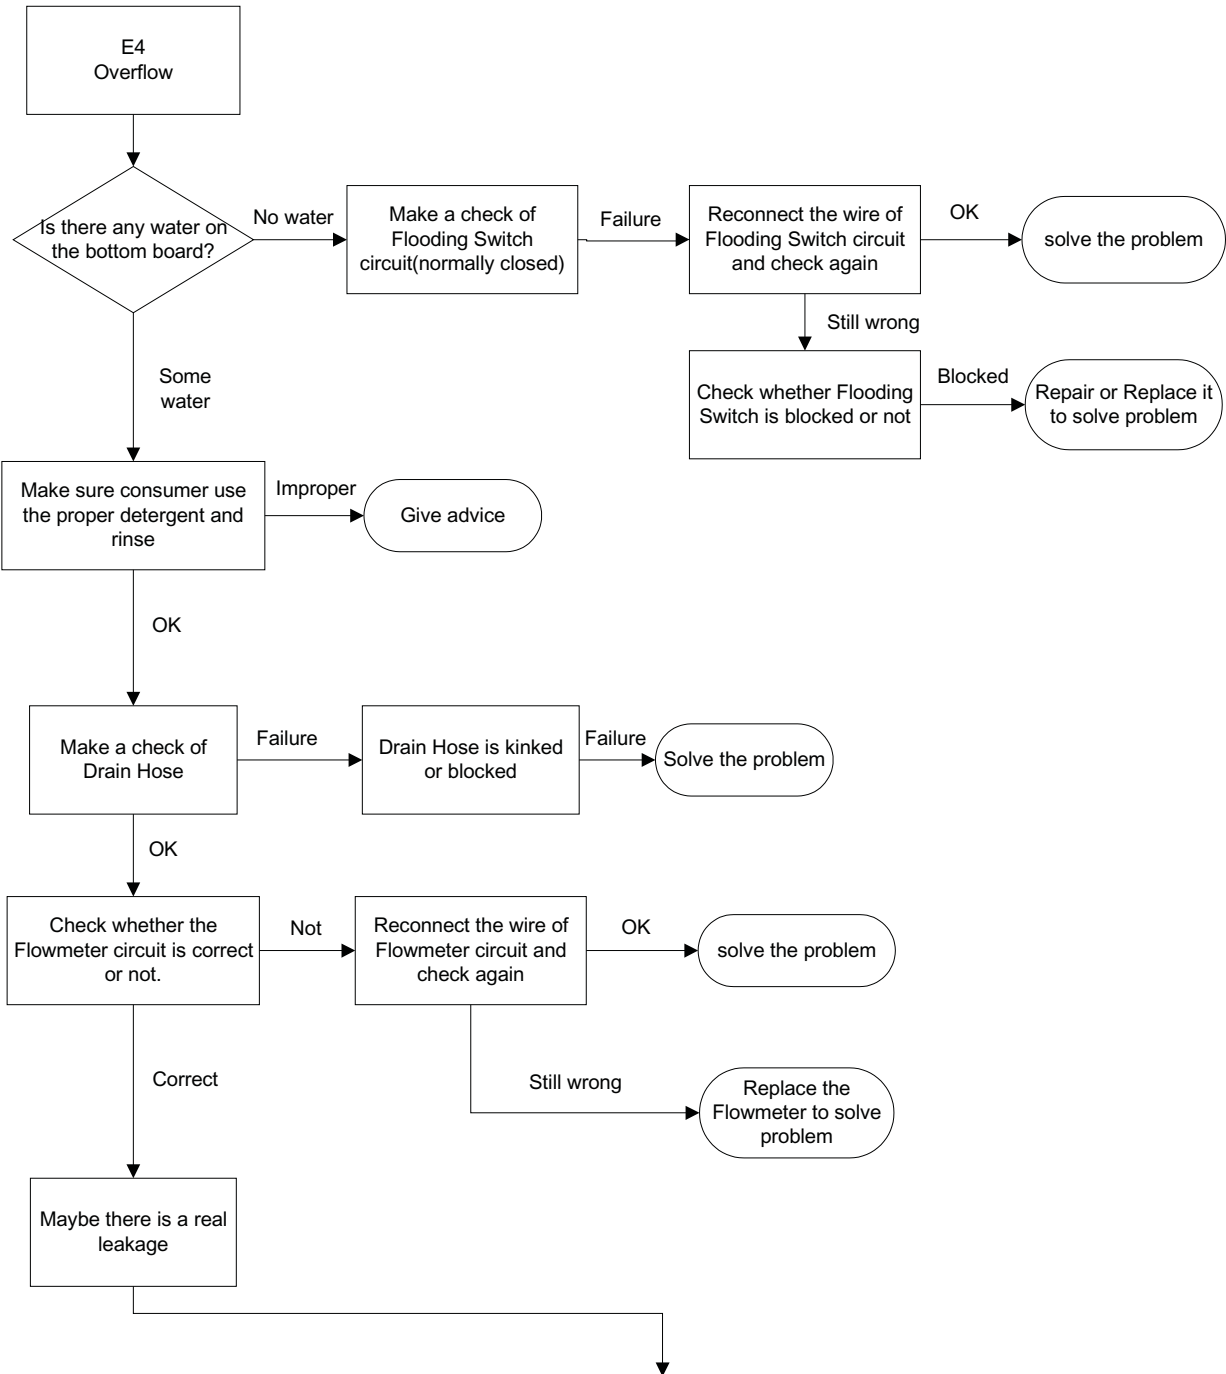 E4
Overflow
Is there any water on
the bottom board?
No water
Make a check of
Flooding Switch
circuit(normally closed)
Failure
Reconnect the wire of
Flooding Switch circuit
and check again
OK
solve the problem
Still wrong
Check whether Flooding
Switch is blocked or not
Blocked
Repair or Replace it
to solve problem
Some
water
Make sure consumer use
the proper detergent and
rinse
Improper
Give advice
OK
Make a check of
Drain Hose
Failure
Drain Hose is kinked
or blocked
Failure
Solve the problem
OK
Check whether the
Flowmeter circuit is correct
or not.
Not
Reconnect the wire of
Flowmeter circuit and
check again
OK
solve the problem
Still wrong
Replace the
Flowmeter to solve
problem
Correct
Maybe there is a real
leakage